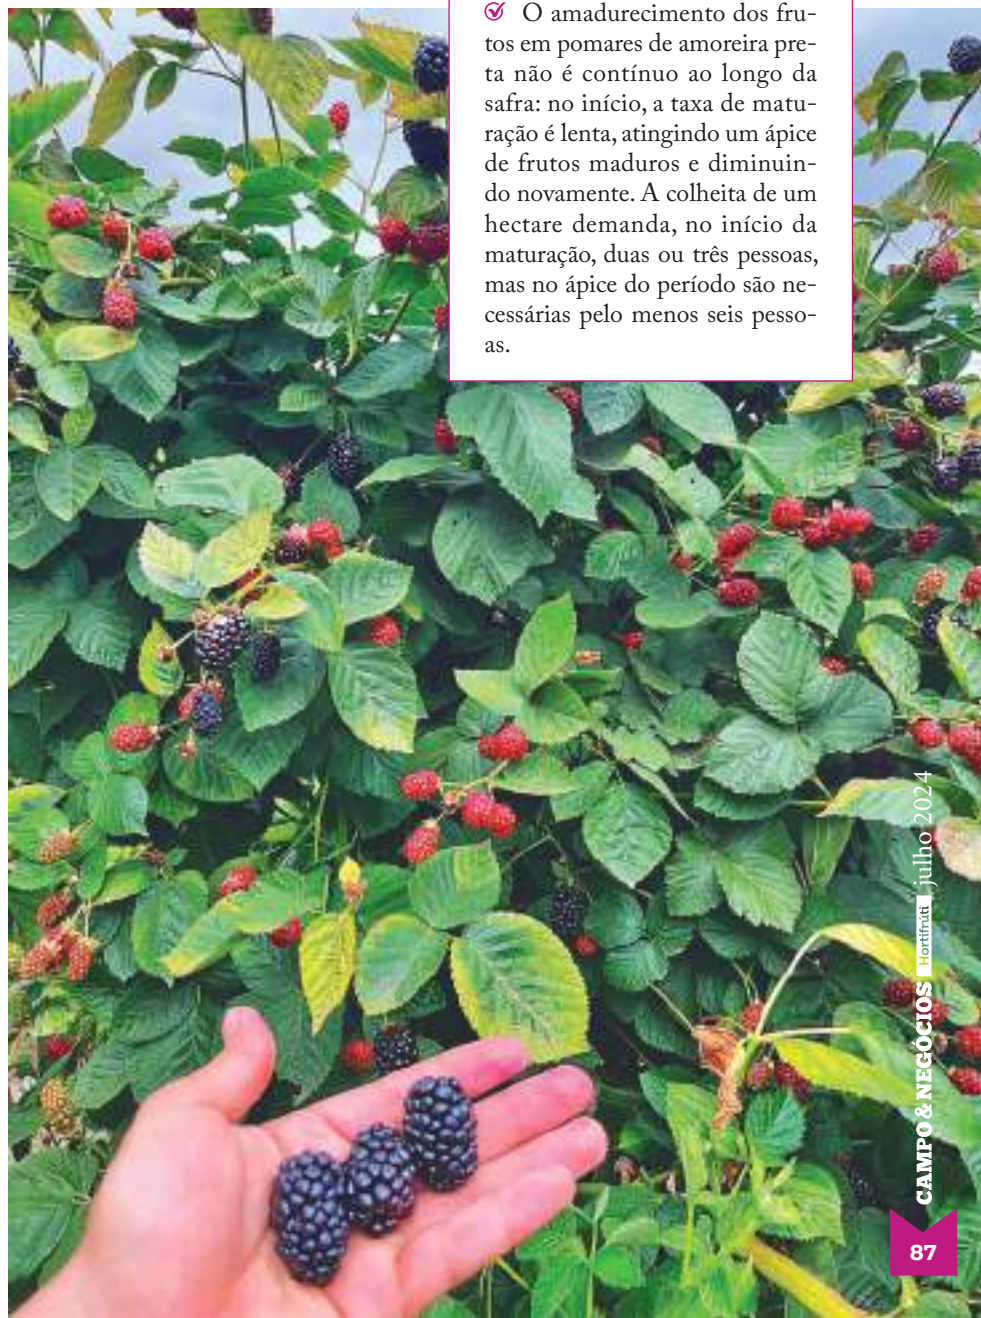 O amadurecimento dos fru-
tos em pomares de amoreira pre-
ta não é contínuo ao longo da
safra: no início, a taxa de matu-
ração é lenta, atingindo um ápice
de frutos maduros e diminuin-
do novamente. A colheita de um
hectare demanda, no início da
maturação, duas ou três pessoas,
mas no ápice do período são ne-
cessárias pelo menos seis pesso-
as.
CAMPO&NEGÓCIOS Hortifrúti julho 2024
87